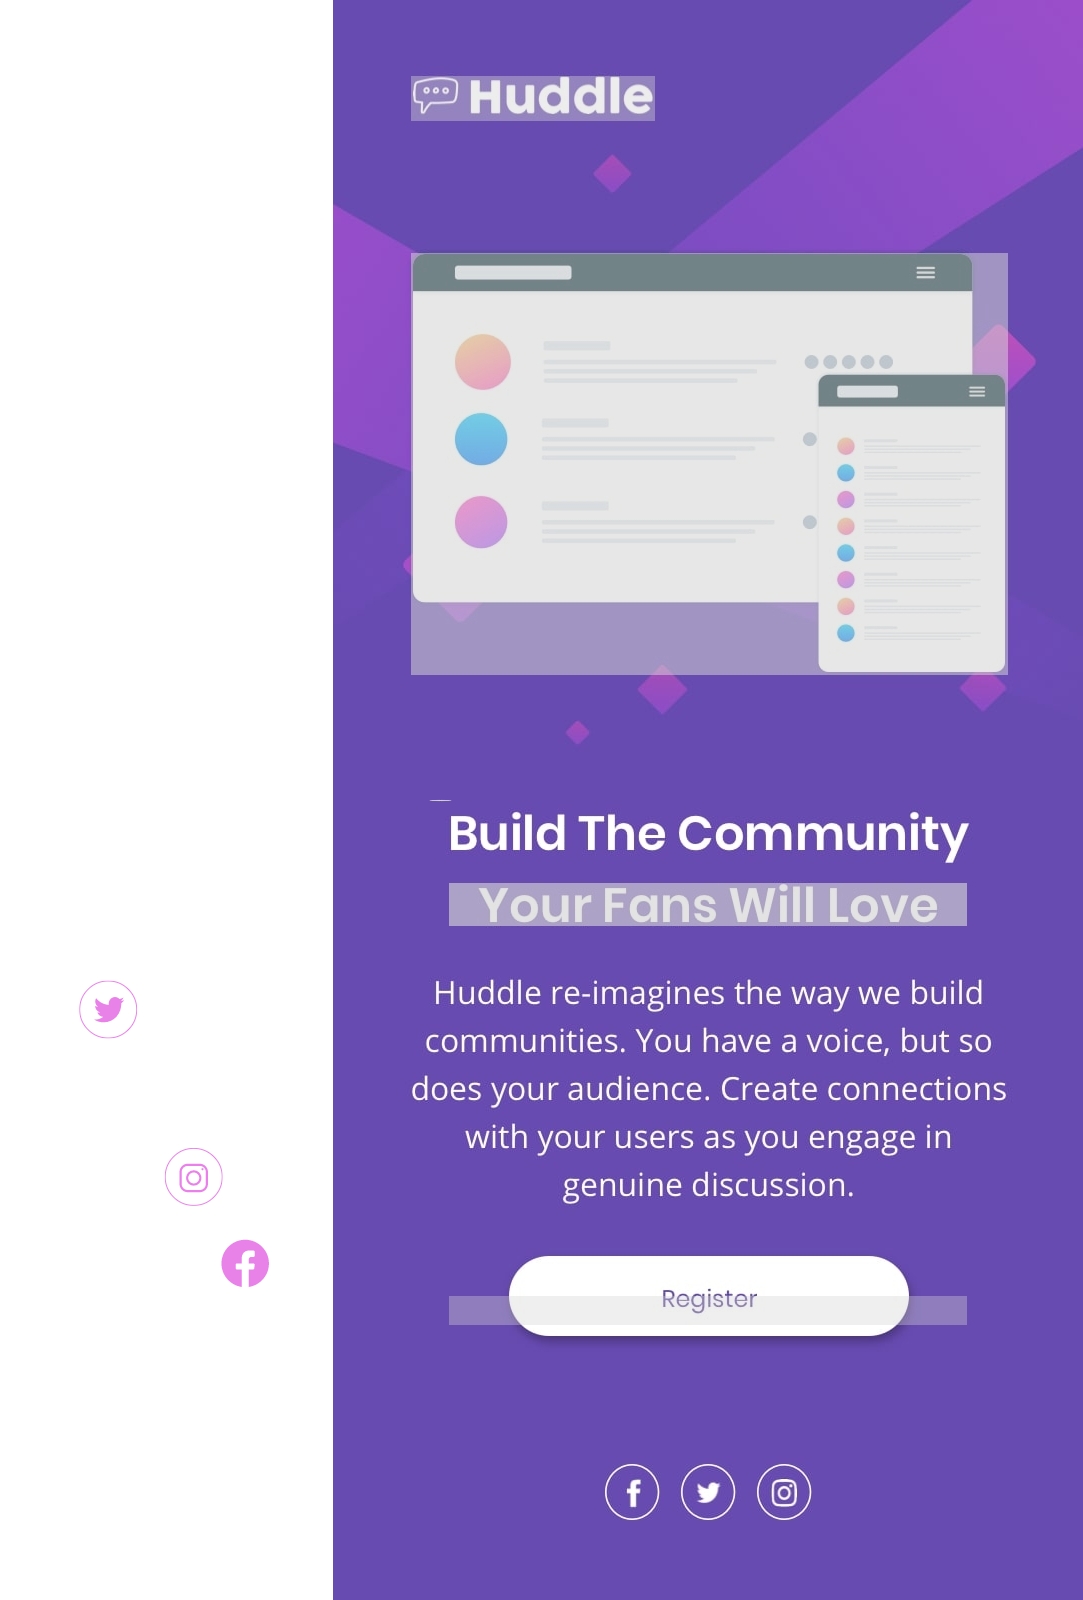 Huddle
Build The Community
Your Fans Will Love
Huddle re-imagines the way we build
communities. You have a voice, but so
does your audience. Create connections
with your users as you engage in
genuine discussion.
Register